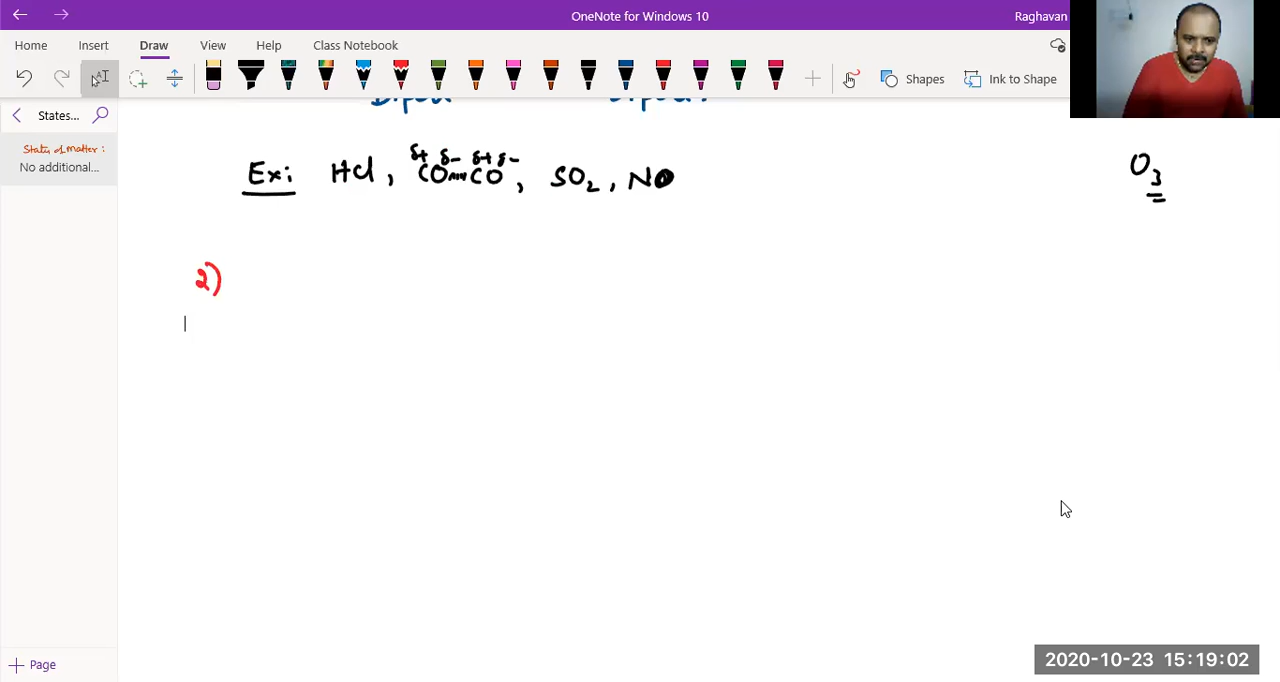 OneNote for Windows 10
Raghavan
Home Insert Draw View Help Class Notebook
Shapes Ink to Shape
States...
States of Matter:
No additional...
Ex: HCl, CO CO, SO2, NO
δ+ δ- δ+ δ-
O3
2)
Page
2020-10-23 15:19:02